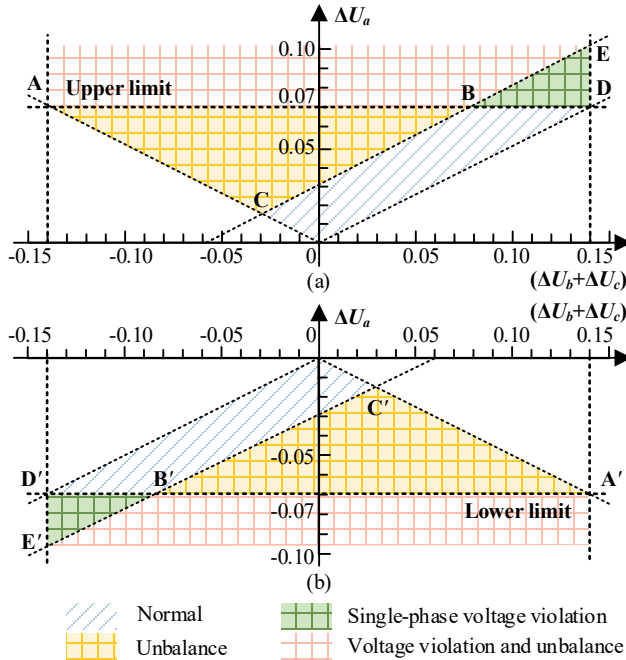 ΔUa
0.10
E
A
Upper limit
B
D
0.07
0.05
C
-0.15
-0.10
-0.05
0
0.05
0.10
0.15
(a)
(ΔUb+ΔUc)
ΔUa
(ΔUb+ΔUc)
-0.15
-0.10
-0.05
0
0.05
0.10
0.15
C′
-0.05
D′
B′
A′
-0.07
Lower limit
E′
-0.10
(b)
Normal
Single-phase voltage violation
Unbalance
Voltage violation and unbalance